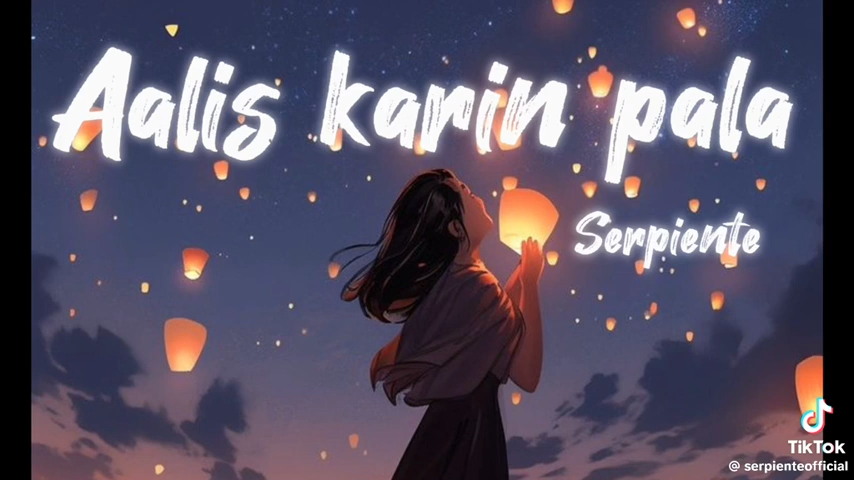 Aalis karin pala
Serpiente
TikTok
@ serpienteofficial